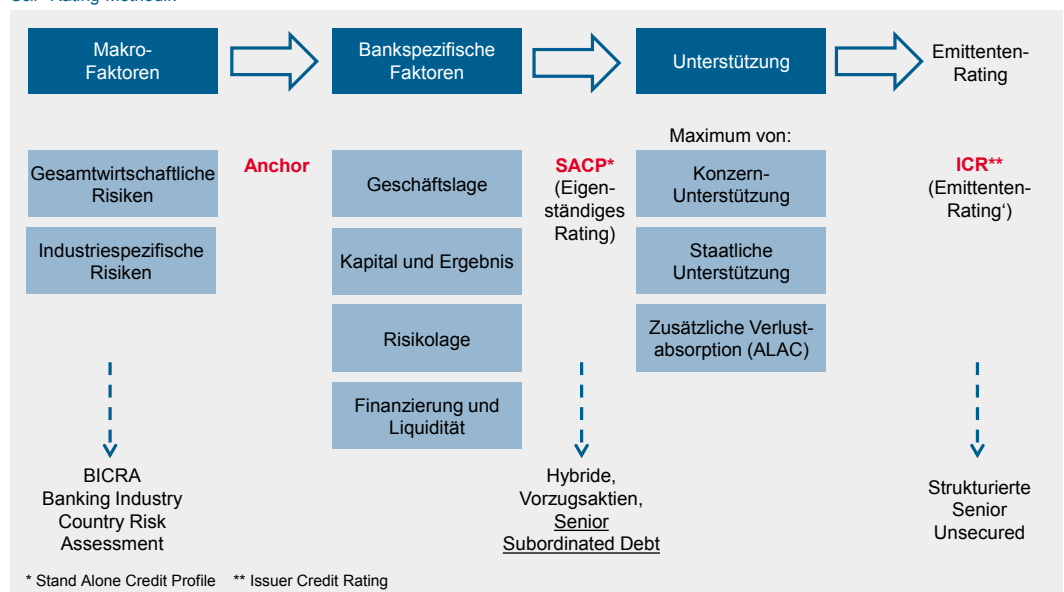 Makro-
Faktoren
Bankspezifische
Faktoren
Unterstützung
Emittenten-
Rating
Gesamtwirtschaftliche
Risiken
Industriespezifische
Risiken
Anchor
Geschäftslage
Kapital und Ergebnis
Risikolage
Finanzierung und
Liquidität
SACP*
(Eigen-
ständiges
Rating)
Maximum von:
Konzern-
Unterstützung
Staatliche
Unterstützung
Zusätzliche Verlust-
absorption (ALAC)
ICR**
(Emittenten-
Rating‘)
BICRA
Banking Industry
Country Risk
Assessment
Hybride,
Vorzugsaktien,
Senior
Subordinated Debt
Strukturierte
Senior
Unsecured
* Stand Alone Credit Profile ** Issuer Credit Rating